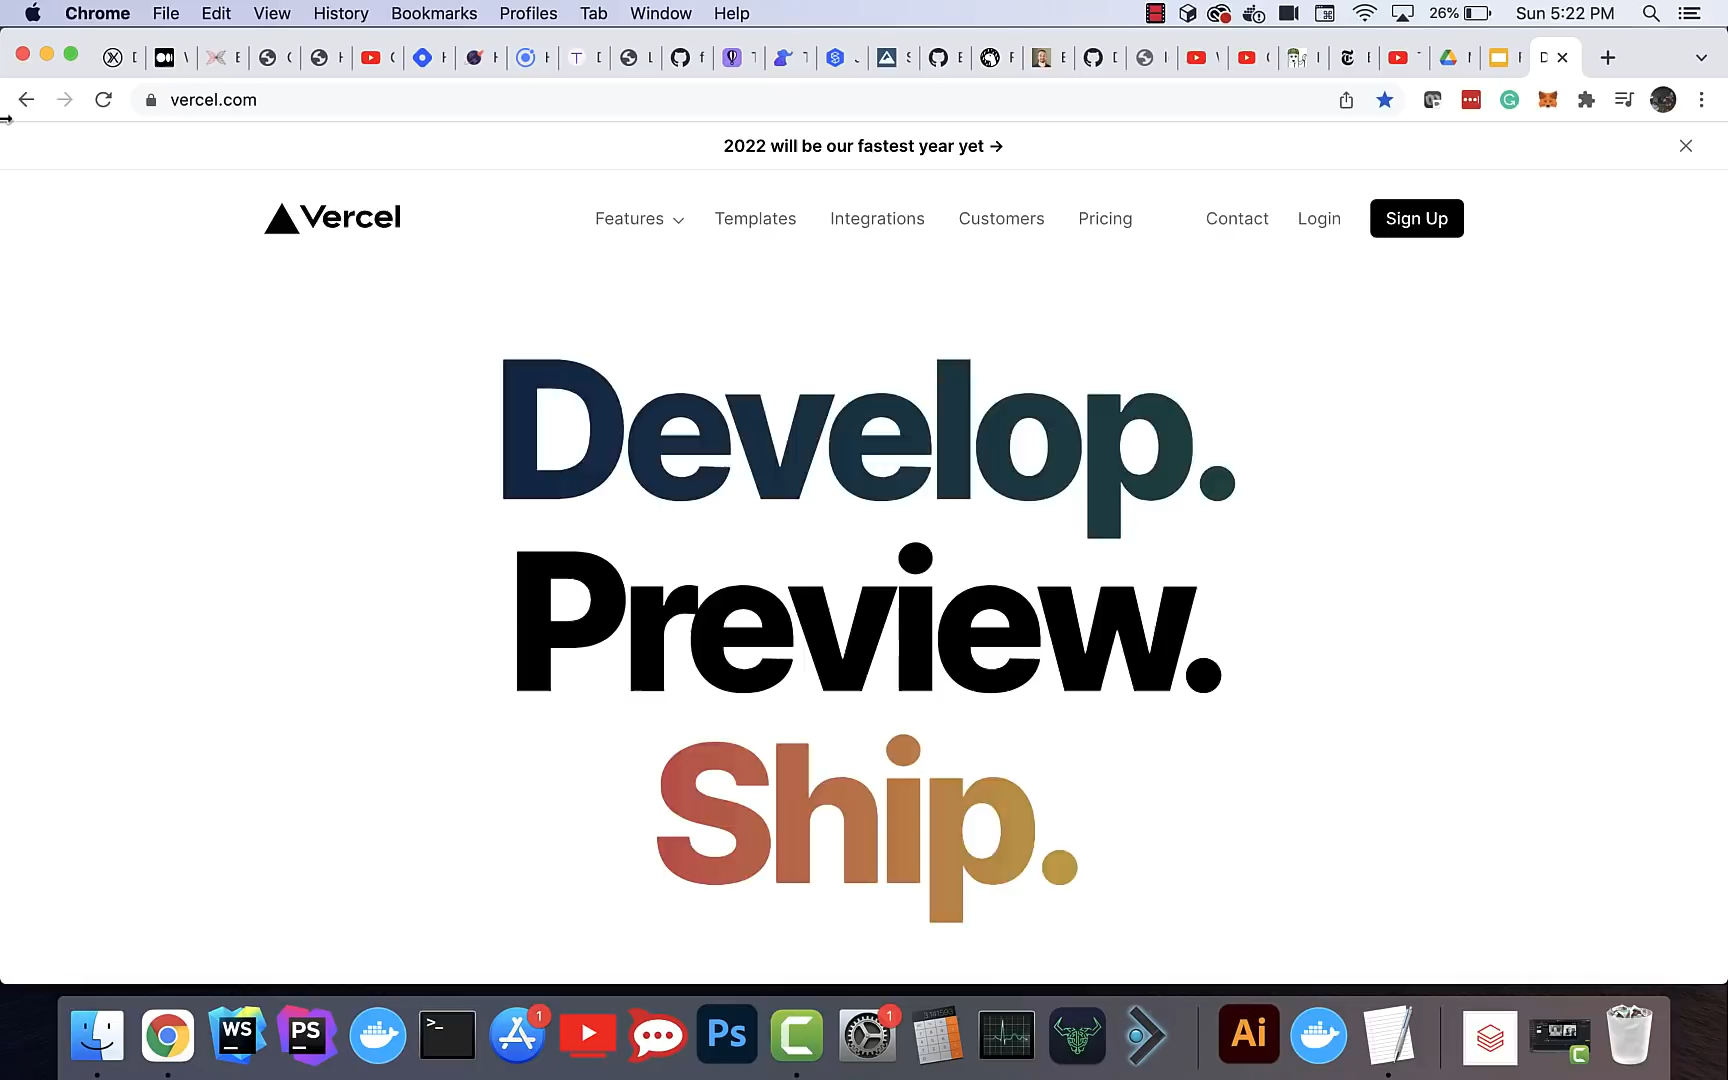 Chrome File Edit View History Bookmarks Profiles Tab Window Help 26% Sun 5:22 PM
vercel.com
2022 will be our fastest year yet →
Vercel Features Templates Integrations Customers Pricing Contact Login Sign Up
Develop.
Preview.
Ship.
1 1
WS PS >_ Ps Ai